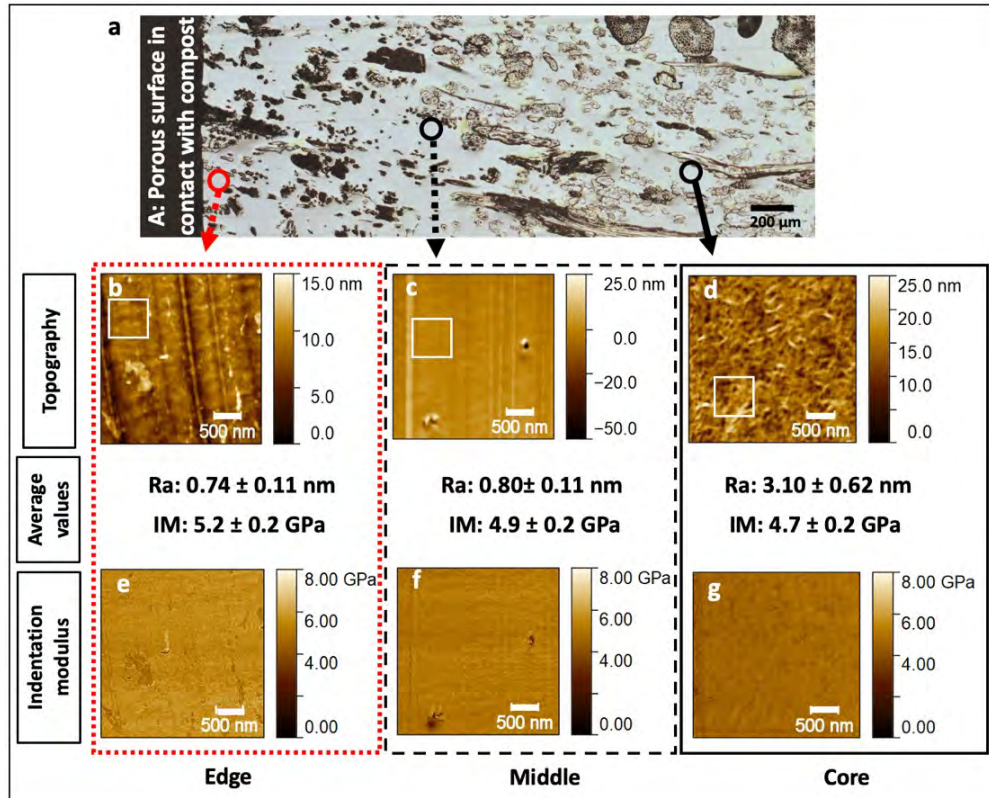 a
A: Porous surface in
contact with compost
200 µm
Topography
b
15.0 nm
10.0
5.0
0.0
500 nm
c
25.0 nm
0.0
−20.0
−50.0
500 nm
d
25.0 nm
20.0
15.0
10.0
5.0
0.0
500 nm
Average
values
Ra: 0.74 ± 0.11 nm
IM: 5.2 ± 0.2 GPa
Ra: 0.80± 0.11 nm
IM: 4.9 ± 0.2 GPa
Ra: 3.10 ± 0.62 nm
IM: 4.7 ± 0.2 GPa
Indentation
modulus
e
8.00 GPa
4.00
0.00
500 nm
f
8.00 GPa
4.00
0.00
500 nm
g
8.00 GPa
4.00
0.00
500 nm
Edge
Middle
Core